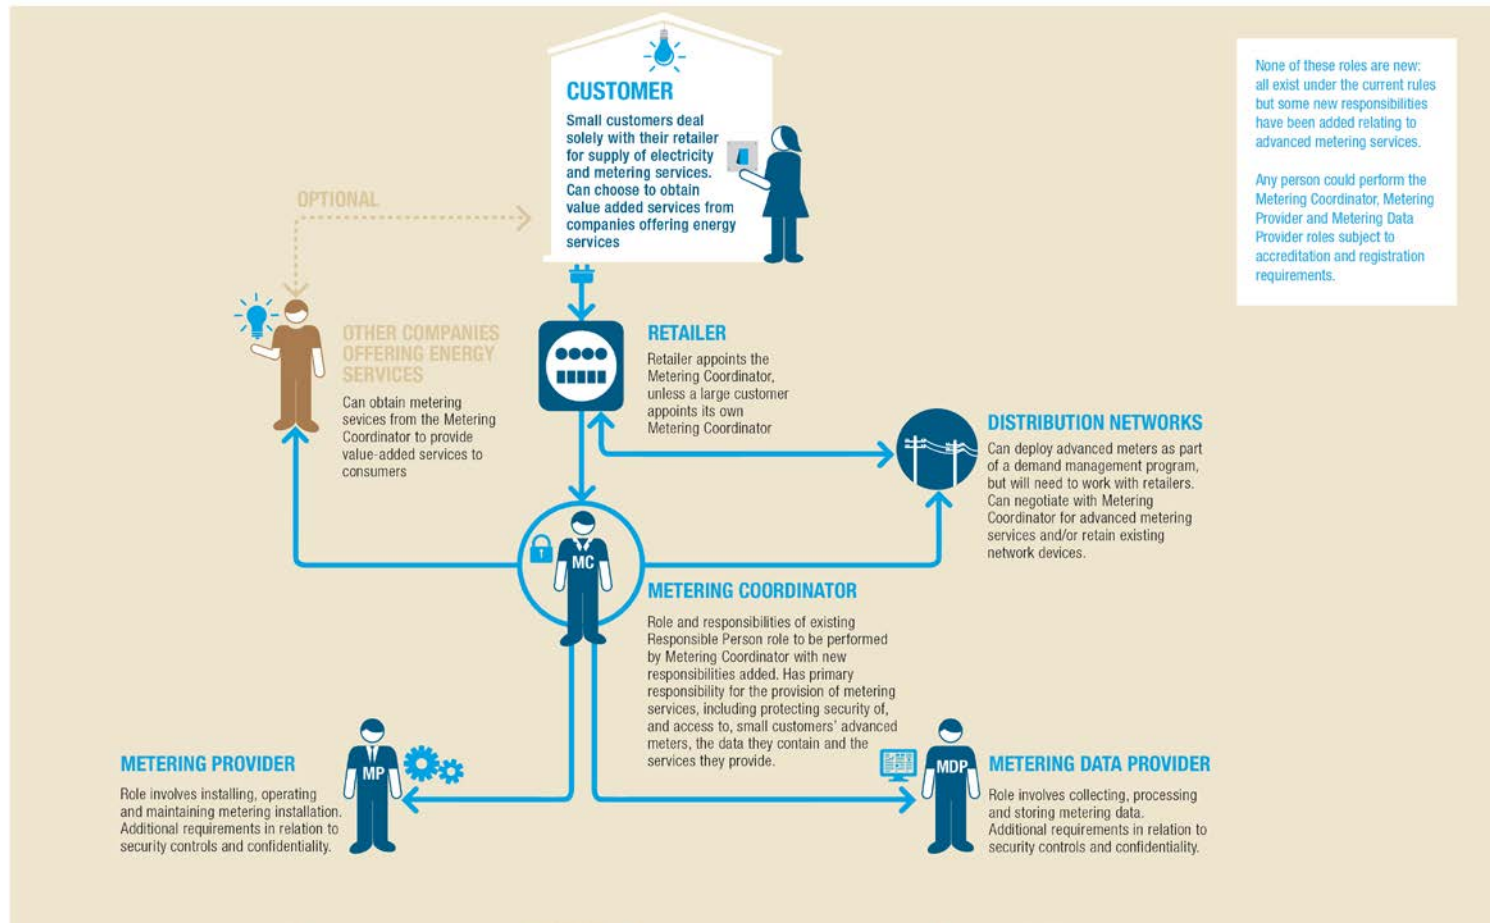 CUSTOMER
Small customers deal
solely with their retailer
for supply of electricity
and metering services.
Can choose to obtain
value added services from
companies offering energy
services
None of these roles are new:
all exist under the current rules
but some new responsibilities
have been added relating to
advanced metering services.
Any person could perform the
Metering Coordinator, Metering
Provider and Metering Data
Provider roles subject to
accreditation and registration
requirements.
OPTIONAL
OTHER COMPANIES
OFFERING ENERGY
SERVICES
Can obtain metering
sevices from the Metering
Coordinator to provide
value-added services to
consumers
RETAILER
Retailer appoints the
Metering Coordinator,
unless a large customer
appoints its own
Metering Coordinator
DISTRIBUTION NETWORKS
Can deploy advanced meters as part
of a demand management program,
but will need to work with retailers.
Can negotiate with Metering
Coordinator for advanced metering
services and/or retain existing
network devices.
MC
METERING COORDINATOR
Role and responsibilities of existing
Responsible Person role to be performed
by Metering Coordinator with new
responsibilities added. Has primary
responsibility for the provision of metering
services, including protecting security of,
and access to, small customers' advanced
meters, the data they contain and the
services they provide.
METERING PROVIDER
Role involves installing, operating
and maintaining metering installation.
Additional requirements in relation to
security controls and confidentiality.
MP
MDP
METERING DATA PROVIDER
Role involves collecting, processing
and storing metering data.
Additional requirements in relation to
security controls and confidentiality.